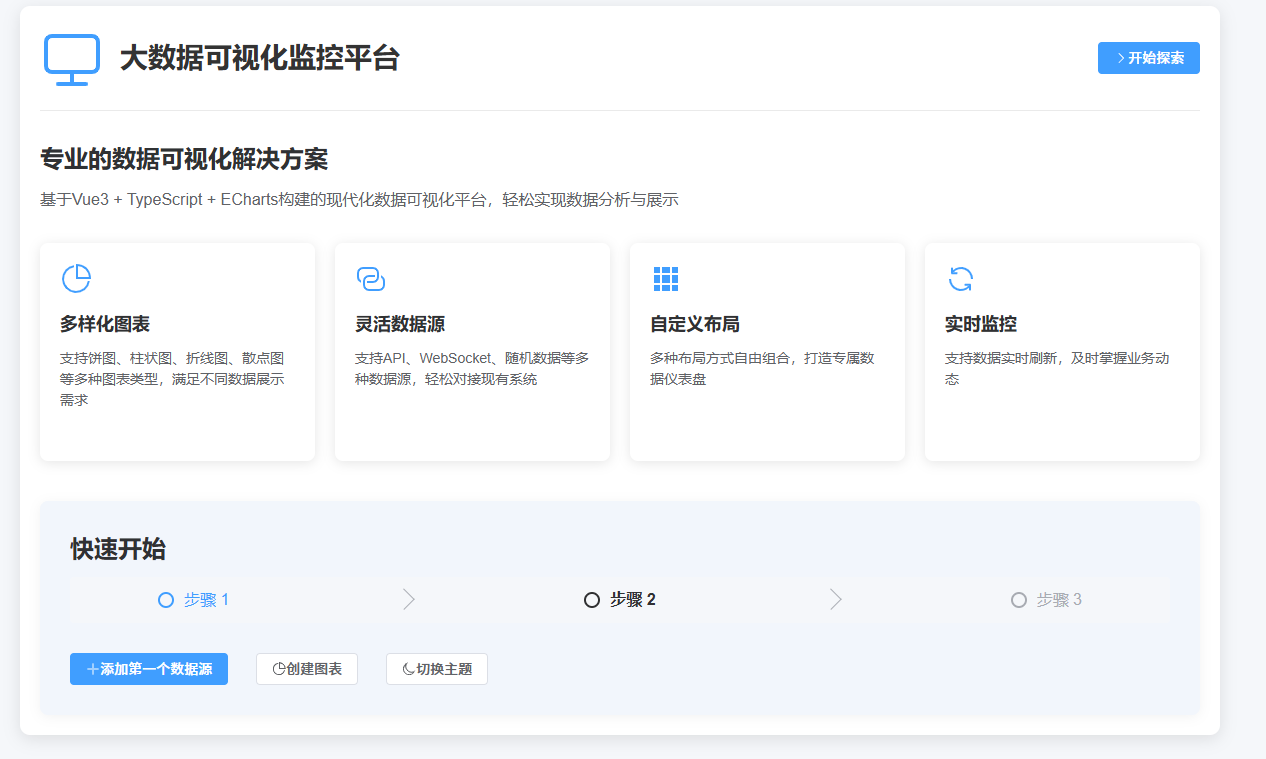 大数据可视化监控平台
开始探索
专业的数据可视化解决方案
基于Vue3 + TypeScript + ECharts构建的现代化数据可视化平台，轻松实现数据分析与展示
多样化图表
支持饼图、柱状图、折线图、散点图
等多种图表类型，满足不同数据展示
需求
灵活数据源
支持API、WebSocket、随机数据等多
种数据源，轻松对接现有系统
自定义布局
多种布局方式自由组合，打造专属数
据仪表盘
实时监控
支持数据实时刷新，及时掌握业务动
态
快速开始
步骤 1
步骤 2
步骤 3
添加第一个数据源
创建图表
切换主题